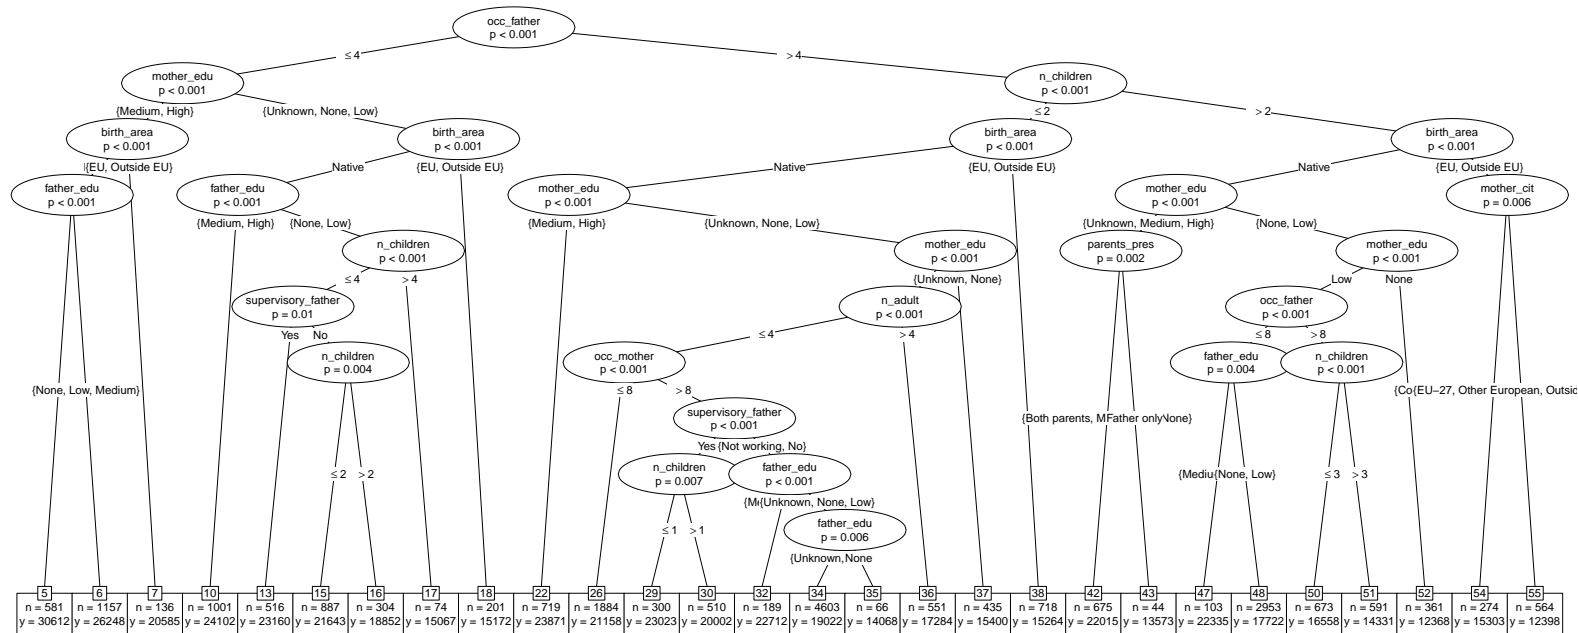 occ_father
p < 0.001
≤ 4
> 4
mother_edu
p < 0.001
n_children
p < 0.001
{Medium, High}
{Unknown, None, Low}
≤ 2
> 2
birth_area
p < 0.001
birth_area
p < 0.001
birth_area
p < 0.001
birth_area
p < 0.001
{EU, Outside EU}
Native
{EU, Outside EU}
Native
{EU, Outside EU}
Native
{EU, Outside EU}
father_edu
p < 0.001
father_edu
p < 0.001
mother_edu
p < 0.001
mother_edu
p < 0.001
mother_cit
p = 0.006
{Medium, High}
{None, Low}
{Medium, High}
{Unknown, None, Low}
{Unknown, Medium, High}
{None, Low}
n_children
p < 0.001
mother_edu
p < 0.001
parents_pres
p = 0.002
mother_edu
p < 0.001
≤ 4
> 4
{Unknown, None}
Low
None
supervisory_father
p = 0.01
n_adult
p < 0.001
occ_father
p < 0.001
Yes
No
≤ 4
> 4
≤ 8
> 8
n_children
p = 0.004
occ_mother
p < 0.001
father_edu
p = 0.004
n_children
p < 0.001
{None, Low, Medium}
≤ 8
> 8
{Co
{EU−27, Other European, Outsid
supervisory_father
p < 0.001
{Both parents, M
Father only
None}
Yes
{Not working, No}
n_children
p = 0.007
father_edu
p < 0.001
≤ 2
> 2
{Mediu
{None, Low}
≤ 3
> 3
{M
{Unknown, None, Low}
≤ 1
> 1
father_edu
p = 0.006
{Unknown,
None
5 6 7 10 13 15 16 17 18 22 26 29 30 32 34 35 36 37 38 42 43 47 48 50 51 52 54 55
n = 581 n = 1157 n = 136 n = 1001 n = 516 n = 887 n = 304 n = 74 n = 201 n = 719 n = 1884 n = 300 n = 510 n = 189 n = 4603 n = 66 n = 551 n = 435 n = 718 n = 675 n = 44 n = 103 n = 2953 n = 673 n = 591 n = 361 n = 274 n = 564
y = 30612 y = 26248 y = 20585 y = 24102 y = 23160 y = 21643 y = 18852 y = 15067 y = 15172 y = 23871 y = 21158 y = 23023 y = 20002 y = 22712 y = 19022 y = 14068 y = 17284 y = 15400 y = 15264 y = 22015 y = 13573 y = 22335 y = 17722 y = 16558 y = 14331 y = 12368 y = 15303 y = 12398